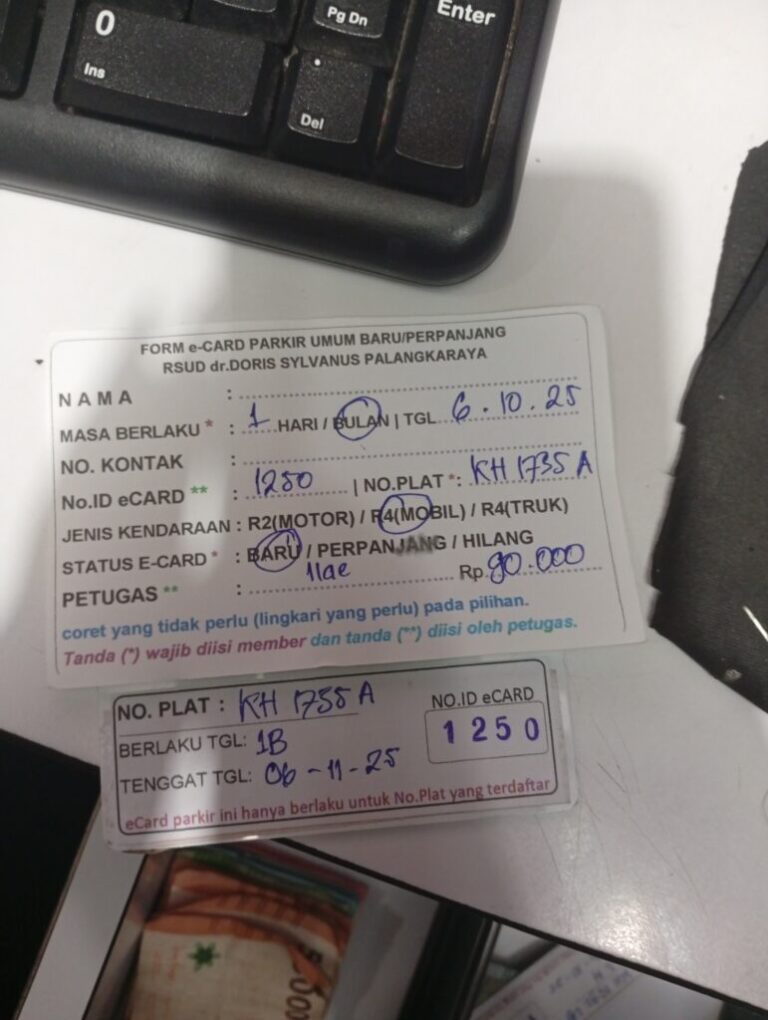 0
Ins
Pg Dn
.
Del
Enter
FORM e-CARD PARKIR UMUM BARU/PERPANJANG
RSUD dr.DORIS SYLVANUS PALANGKARAYA
NAMA :
MASA BERLAKU * : 1 HARI / BULAN | TGL 6.10.25
NO. KONTAK :
No.ID eCARD ** : 1250 | NO.PLAT *: KH 1735 A
JENIS KENDARAAN : R2(MOTOR) / R4(MOBIL) / R4(TRUK)
STATUS E-CARD * : BARU / PERPANJANG / HILANG
PETUGAS ** : Rp. 90.000
coret yang tidak perlu (lingkari yang perlu) pada pilihan.
Tanda (*) wajib diisi member dan tanda (**) diisi oleh petugas.
NO. PLAT : KH 1735 A
NO.ID eCARD
1250
BERLAKU TGL: 1B
TENGGAT TGL: 06-11-25
eCard parkir ini hanya berlaku untuk No.Plat yang terdaftar